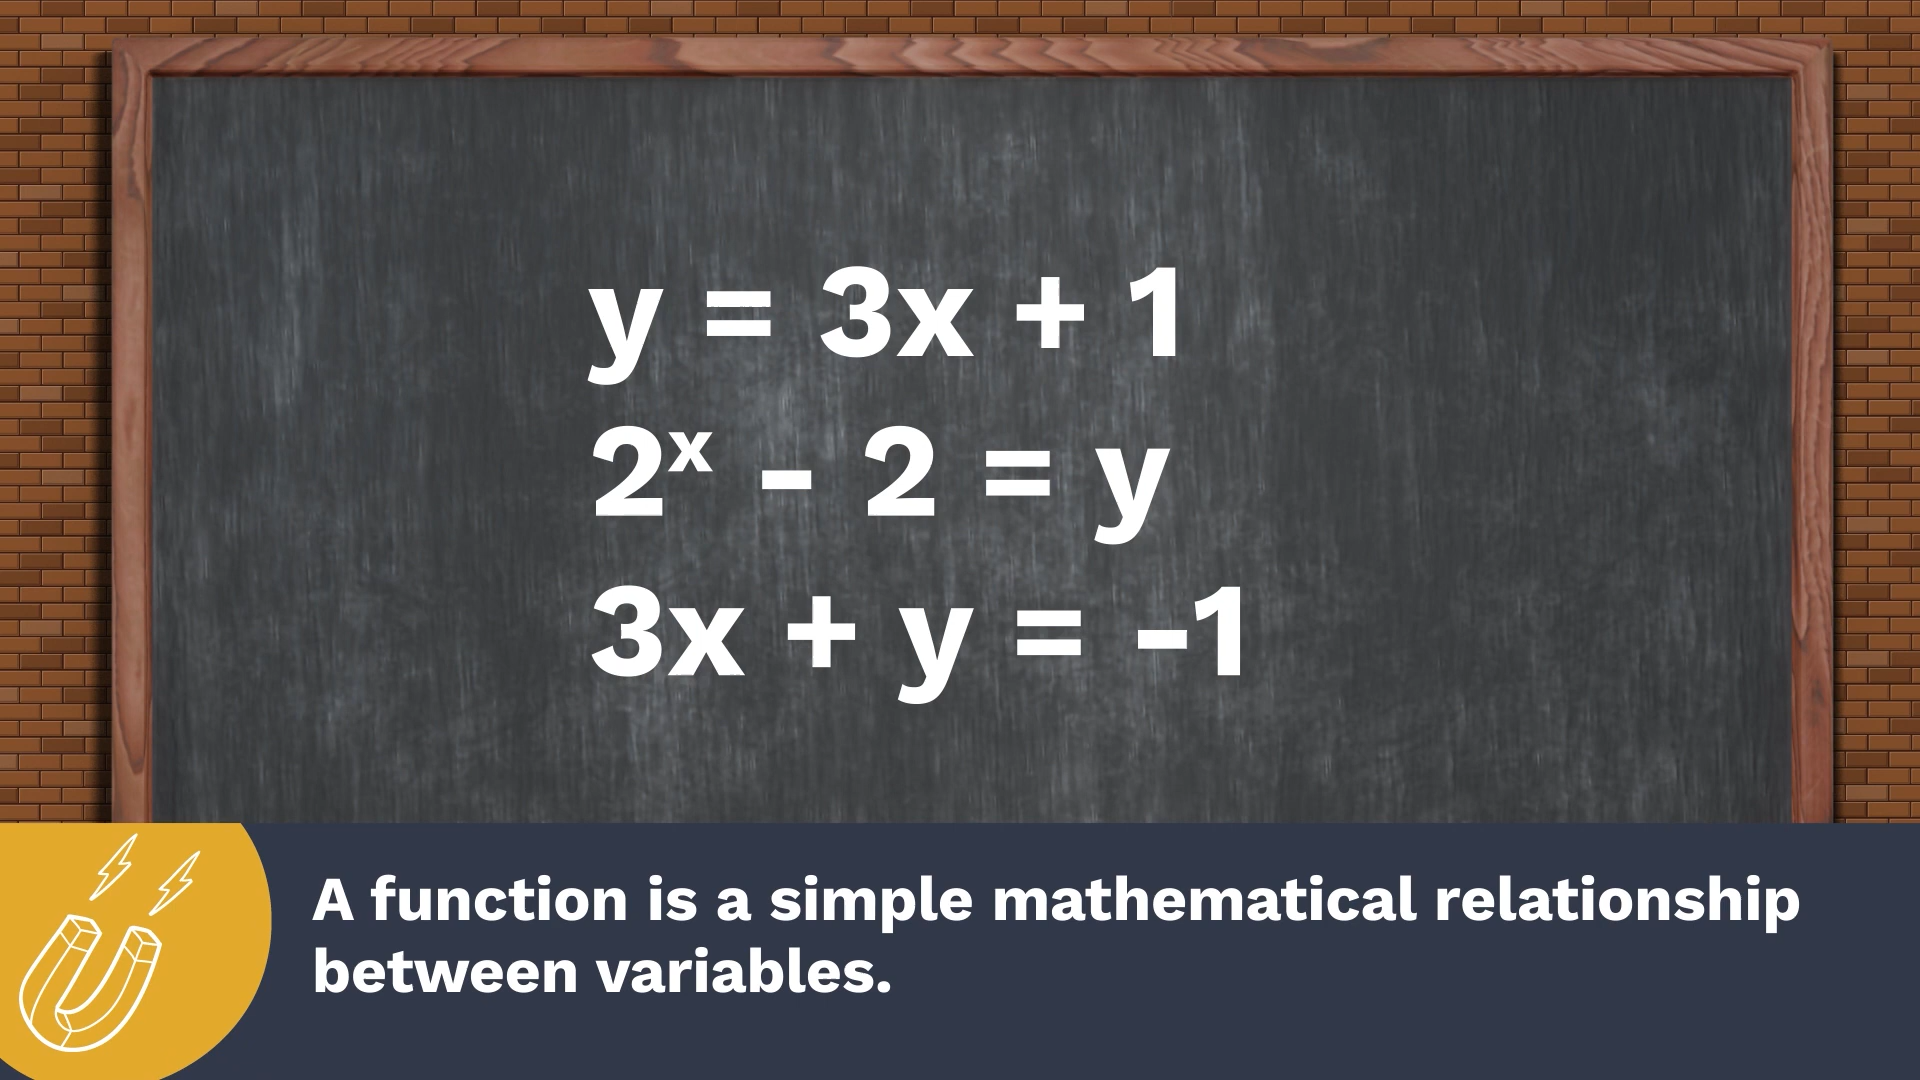 y = 3x + 1
2ˣ - 2 = y
3x + y = -1
A function is a simple mathematical relationship
between variables.